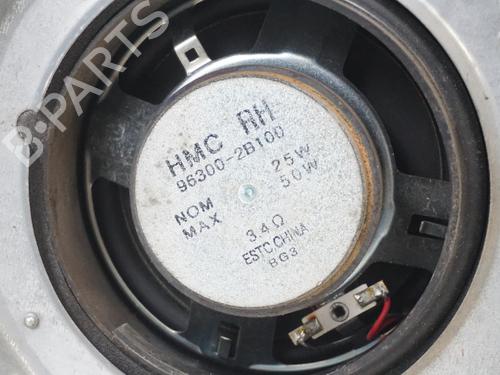 B-PARTS
HMC RH
96300-2B100
NOM 25W
MAX 50W
3.4Ω
ESTC,CHINA
BG3